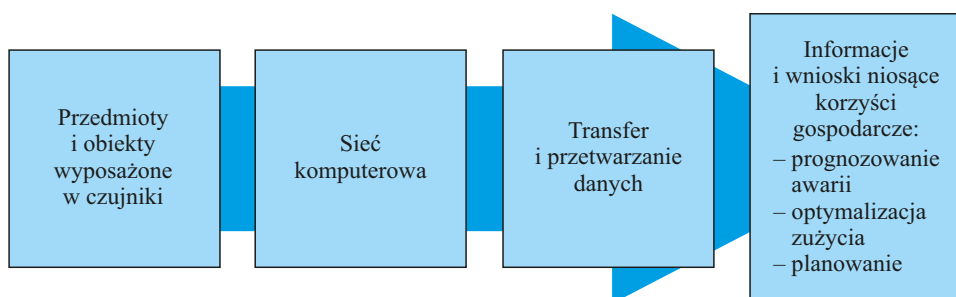 Przedmioty
i obiekty
wyposażone
w czujniki
Sieć
komputerowa
Transfer
i przetwarzanie
danych
Informacje
i wnioski niosące
korzyści
gospodarcze:
– prognozowanie
awarii
– optymalizacja
zużycia
– planowanie